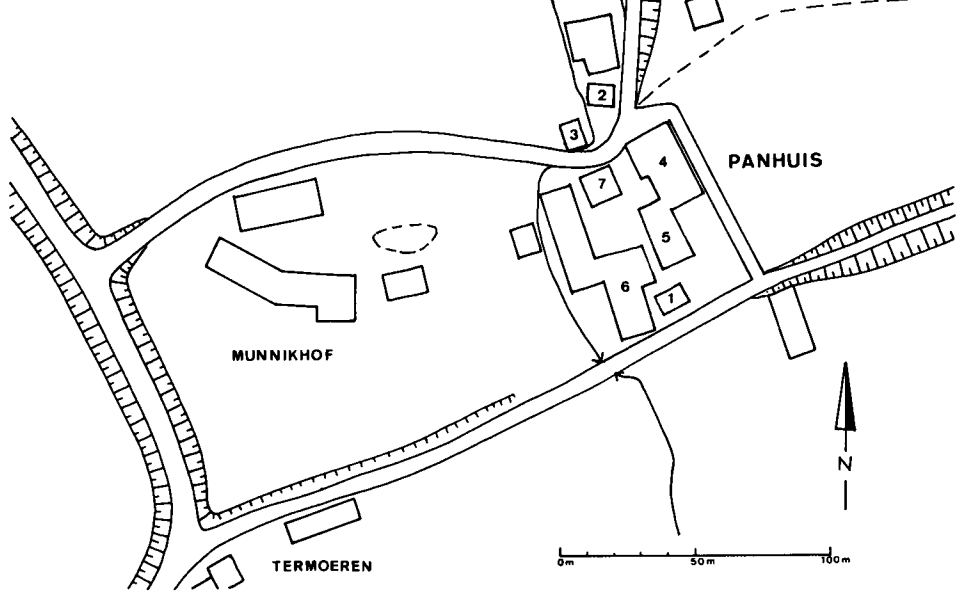 2
3
4
PANHUIS
7
5
6
1
MUNNIKHOF
N
0m 50m 100m
TERMOEREN